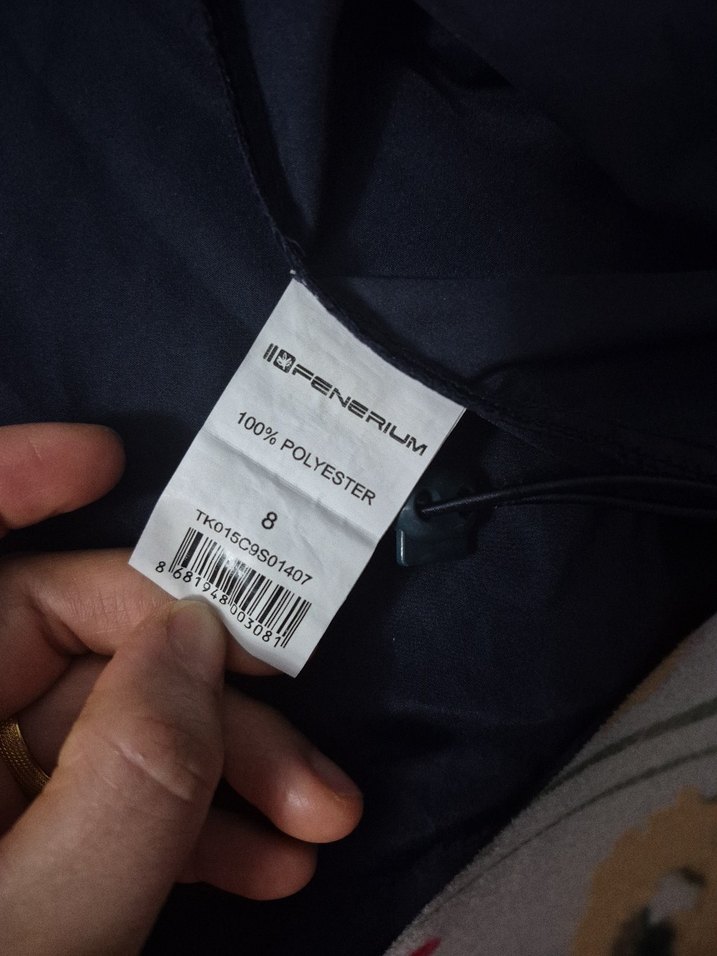 FENERIUM
100% POLYESTER
8
TK015C9S01407
8 681948 003081